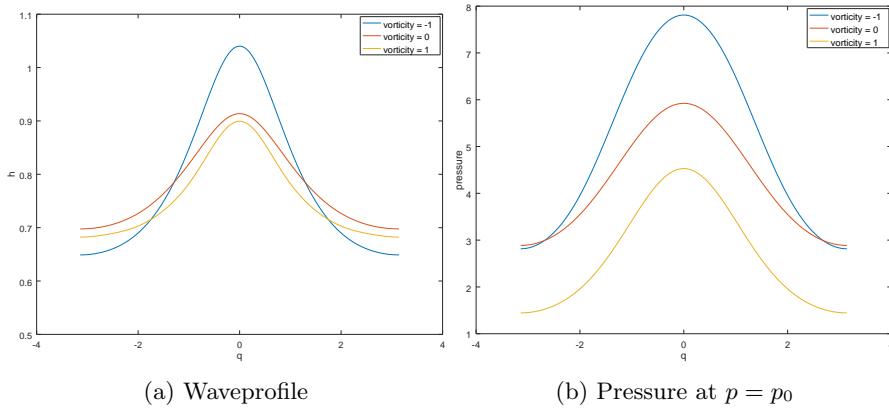 1.1
1
0.9
0.8
0.7
0.6
0.5
h
-4
-2
0
2
4
q
vorticity = -1
vorticity = 0
vorticity = 1
(a) Waveprofile
8
7
6
5
4
3
2
1
pressure
-4
-2
0
2
q
vorticity = -1
vorticity = 0
vorticity = 1
(b) Pressure at p = p₀